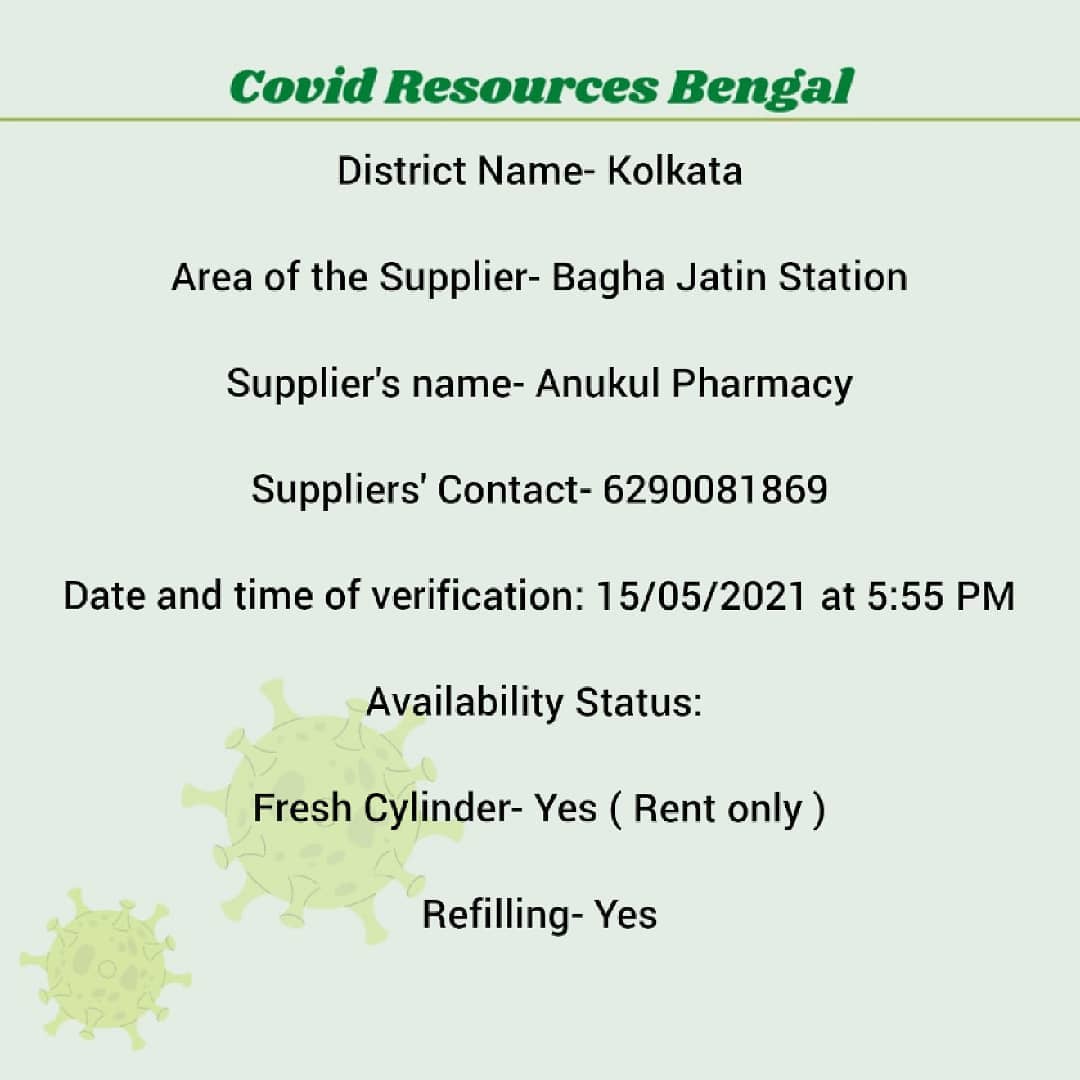 Covid Resources Bengal
District Name- Kolkata
Area of the Supplier- Bagha Jatin Station
Supplier's name- Anukul Pharmacy
Suppliers' Contact- 6290081869
Date and time of verification: 15/05/2021 at 5:55 PM
Availability Status:
Fresh Cylinder- Yes ( Rent only )
Refilling- Yes